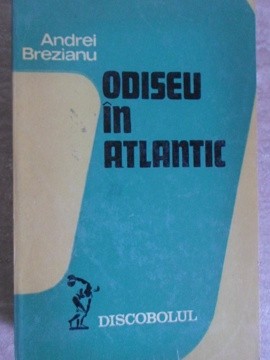 Andrei
Brezianu
ODISEU
ÎN
ATLANTIC
DISCOBOLUL